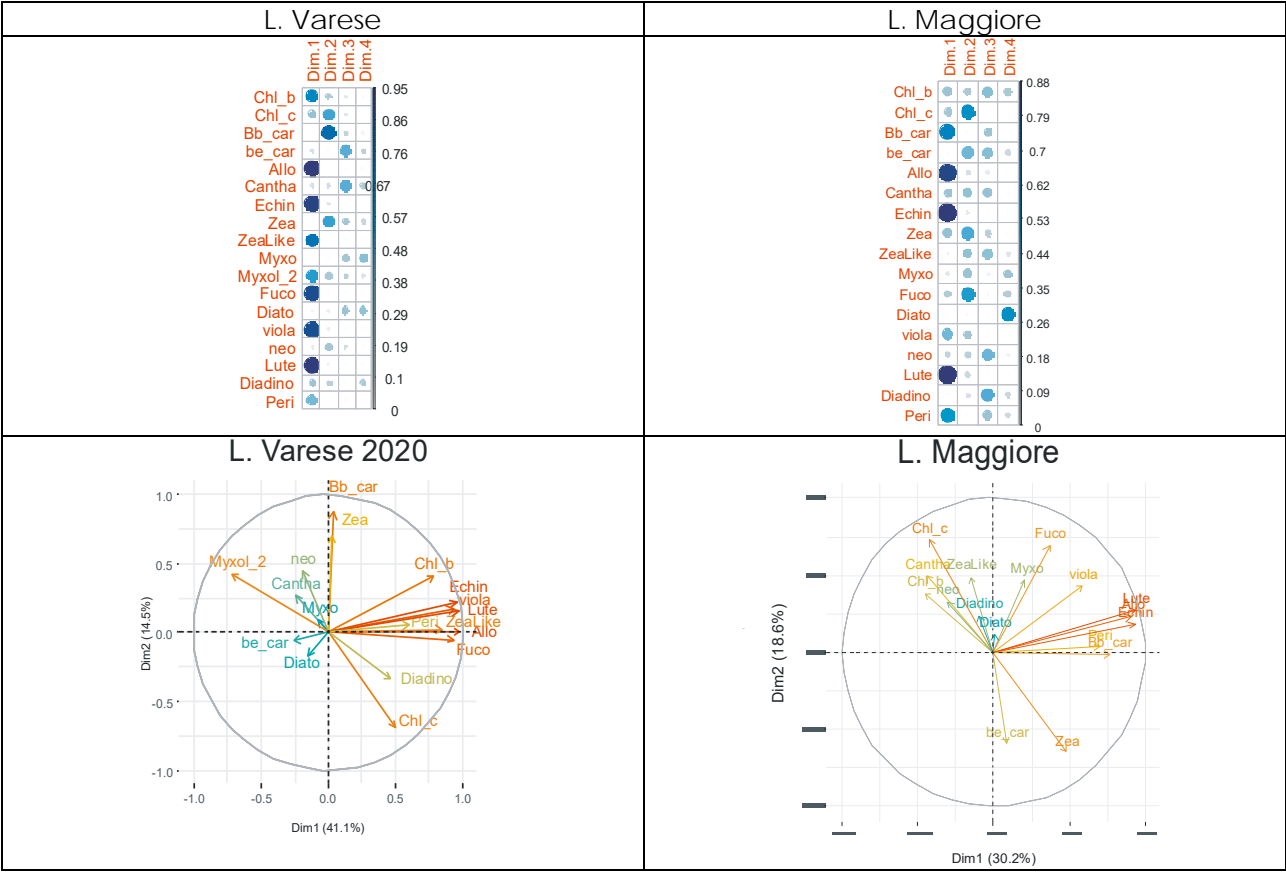 L. Varese
L. Maggiore
Dim.1
Dim.2
Dim.3
Dim.4
Chl_b
Chl_c
Bb_car
be_car
Allo
Cantha
Echin
Zea
ZeaLike
Myxo
Myxol_2
Fuco
Diato
viola
neo
Lute
Diadino
Peri
0.95
0.86
0.76
0.67
0.57
0.48
0.38
0.29
0.19
0.1
0
Dim.1
Dim.2
Dim.3
Dim.4
Chl_b
Chl_c
Bb_car
be_car
Allo
Cantha
Echin
Zea
ZeaLike
Myxo
Fuco
Diato
viola
neo
Lute
Diadino
Peri
0.88
0.79
0.7
0.62
0.53
0.44
0.35
0.26
0.18
0.09
0
L. Varese 2020
Bb_car
Zea
neo
Myxol_2
Chl_b
Cantha
Echin
viola
Myxo
Lute
Peri
ZeaLike
Allo
be_car
Fuco
Diato
Diadino
Chl_c
1.0
0.5
0.0
-0.5
-1.0
Dim2 (14.5%)
-1.0
-0.5
0.0
0.5
1.0
Dim1 (41.1%)
L. Maggiore
Chl_c
Fuco
Cantha
ZeaLike
Myxo
viola
Chl_b
neo
Diadino
Lute
Allo
Echin
Diato
Peri
Bb_car
be_car
Zea
Dim2 (18.6%)
Dim1 (30.2%)